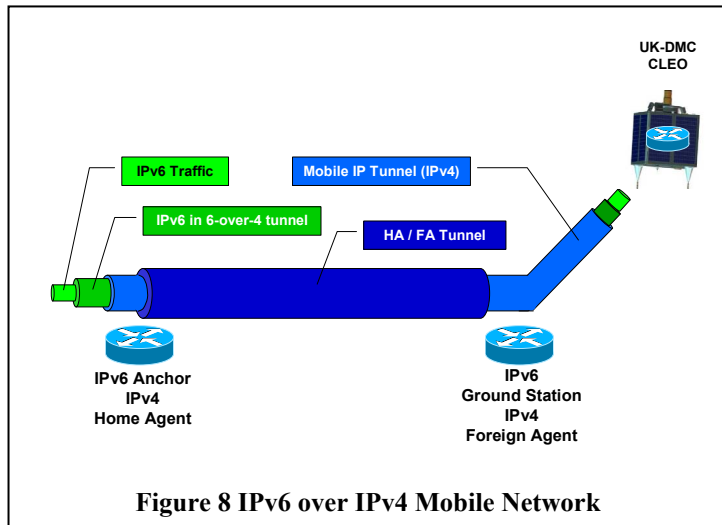 UK-DMC
CLEO
IPv6 Traffic
Mobile IP Tunnel (IPv4)
IPv6 in 6-over-4 tunnel
HA / FA Tunnel
IPv6 Anchor
IPv4
Home Agent
IPv6
Ground Station
IPv4
Foreign Agent
Figure 8 IPv6 over IPv4 Mobile Network